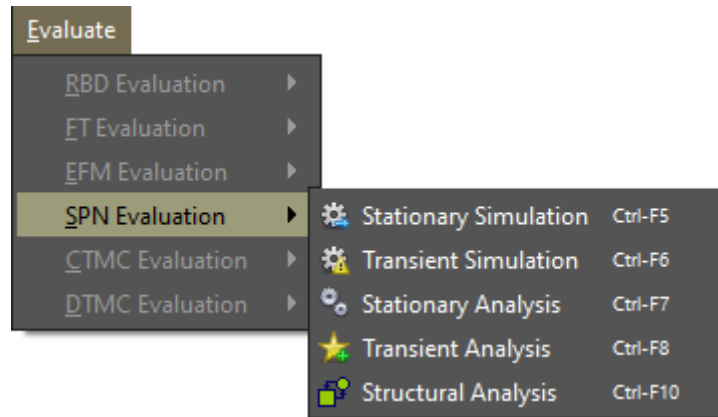 Evaluate
RBD Evaluation
FT Evaluation
EFM Evaluation
SPN Evaluation
CTMC Evaluation
DTMC Evaluation
Stationary Simulation Ctrl-F5
Transient Simulation Ctrl-F6
Stationary Analysis Ctrl-F7
Transient Analysis Ctrl-F8
Structural Analysis Ctrl-F10